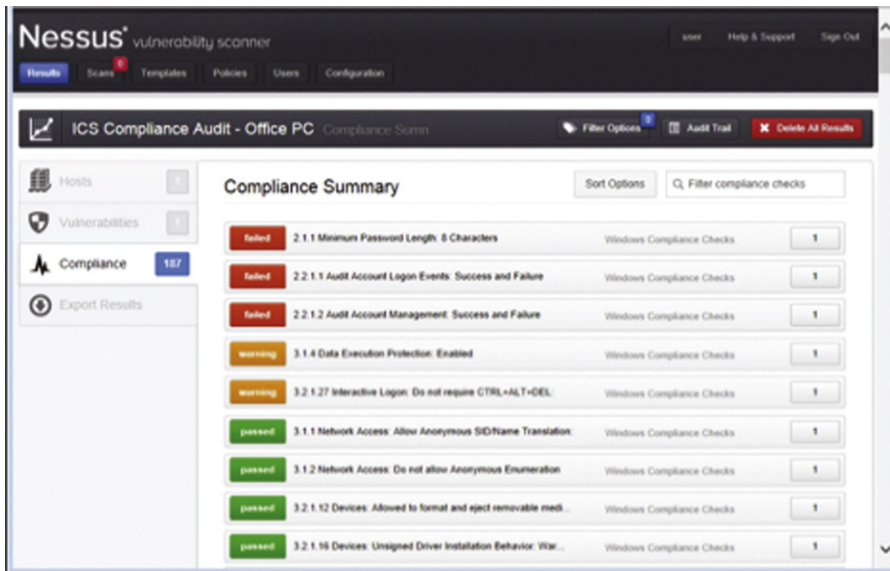 Nessus vulnerability scanner
user Help & Support Sign Out
Results Scans 0 Templates Policies Users Configuration
ICS Compliance Audit - Office PC Compliance Summ
Filter Options 0 Audit Trail Delete All Results
Hosts 1
Vulnerabilities 1
Compliance 187
Export Results
Compliance Summary Sort Options Filter compliance checks
failed 2.1.1 Minimum Password Length: 8 Characters Windows Compliance Checks 1
failed 2.2.1.1 Audit Account Logon Events: Success and Failure Windows Compliance Checks 1
failed 2.2.1.2 Audit Account Management: Success and Failure Windows Compliance Checks 1
warning 3.1.4 Data Execution Protection: Enabled Windows Compliance Checks 1
warning 3.2.1.27 Interactive Logon: Do not require CTRL+ALT+DEL: Windows Compliance Checks 1
passed 3.1.1 Network Access: Allow Anonymous SID/Name Translation: Windows Compliance Checks 1
passed 3.1.2 Network Access: Do not allow Anonymous Enumeration Windows Compliance Checks 1
passed 3.2.1.12 Devices: Allowed to format and eject removable medi... Windows Compliance Checks 1
passed 3.2.1.16 Devices: Unsigned Driver Installation Behavior: War... Windows Compliance Checks 1